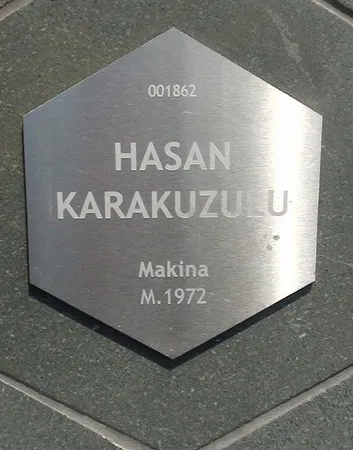 001862
HASAN
KARAKUZULU
Makina
M.1972